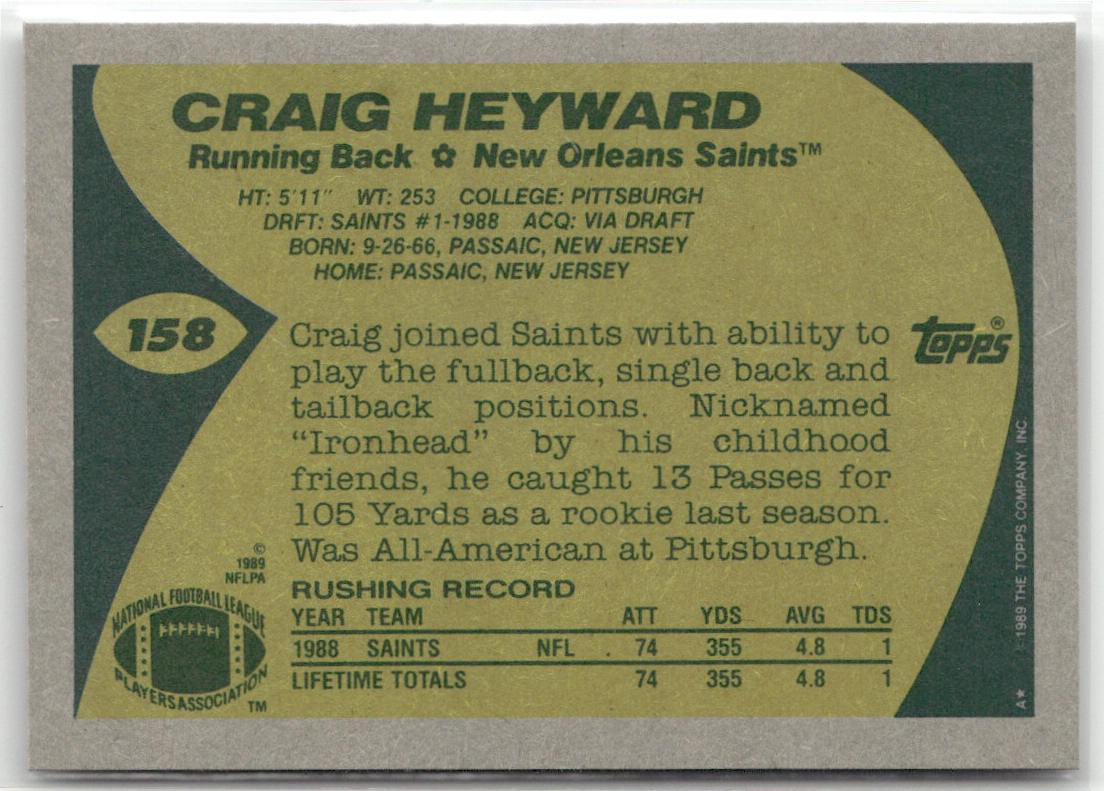 CRAIG HEYWARD
Running Back ✿ New Orleans Saints™
HT: 5'11" WT: 253 COLLEGE: PITTSBURGH
DRFT: SAINTS #1-1988 ACQ: VIA DRAFT
BORN: 9-26-66, PASSAIC, NEW JERSEY
HOME: PASSAIC, NEW JERSEY
158
Craig joined Saints with ability to
play the fullback, single back and
tailback positions. Nicknamed
“Ironhead” by his childhood
friends, he caught 13 Passes for
105 Yards as a rookie last season.
Was All-American at Pittsburgh.
topps®
©
1989
NFLPA
NATIONAL FOOTBALL LEAGUE
PLAYERS ASSOCIATION
TM
RUSHING RECORD
YEAR TEAM ATT YDS AVG TDS
1988 SAINTS NFL 74 355 4.8 1
LIFETIME TOTALS 74 355 4.8 1
A* ©1989 THE TOPPS COMPANY, INC.